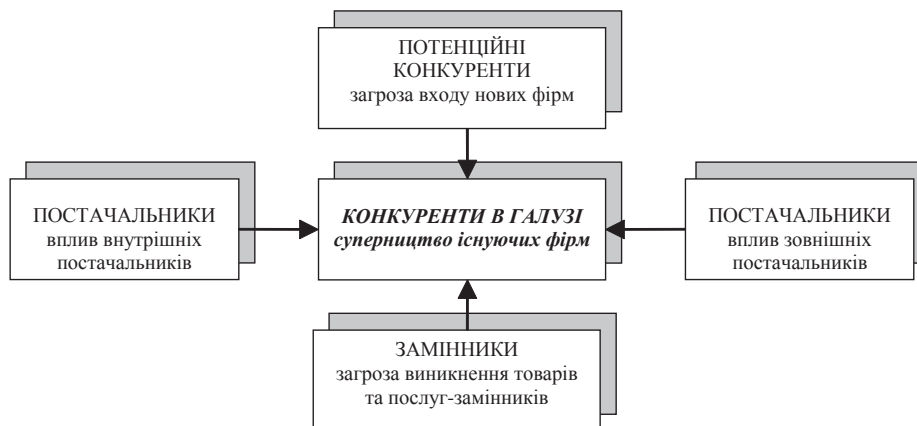 ПОТЕНЦІЙНІ
КОНКУРЕНТИ
загроза входу нових фірм
ПОСТАЧАЛЬНИКИ
вплив внутрішніх
постачальників
КОНКУРЕНТИ В ГАЛУЗІ
суперництво існуючих фірм
ПОСТАЧАЛЬНИКИ
вплив зовнішніх
постачальників
ЗАМІННИКИ
загроза виникнення товарів
та послуг-замінників